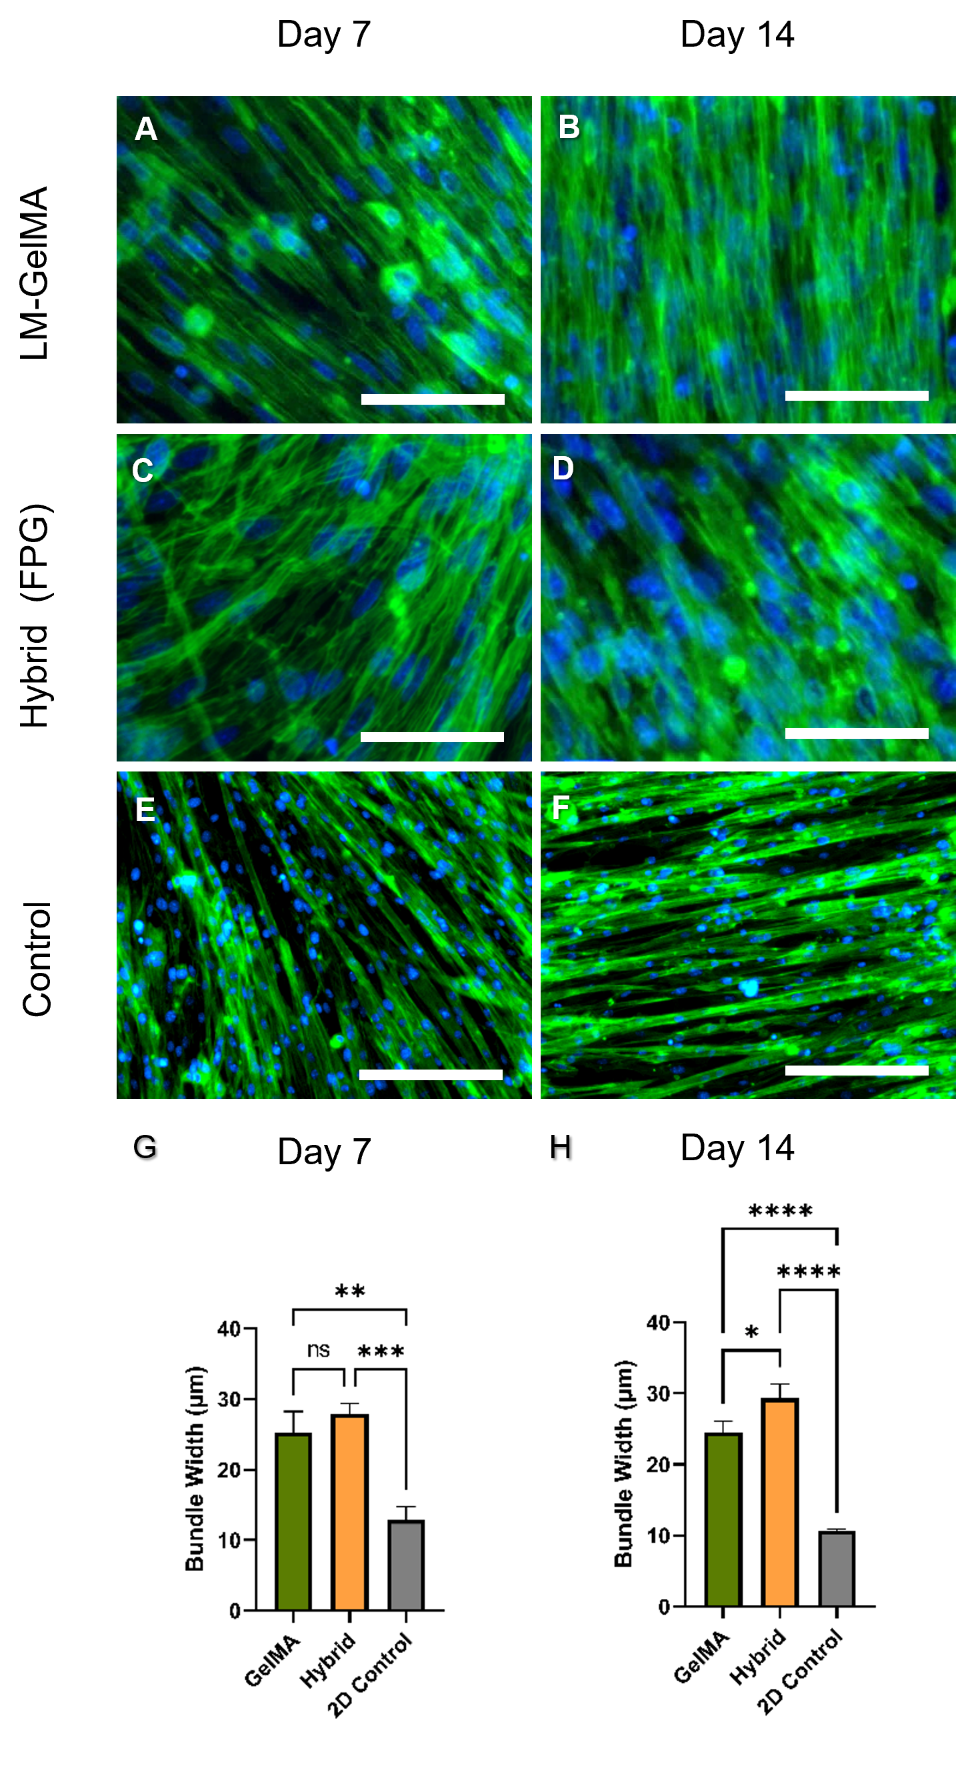 Day 7
Day 14
LM-GelMA
A
B
Hybrid (FPG)
C
D
Control
E
F
G
Day 7
H
Day 14
**
ns
***
40
30
20
10
0
Bundle Width (μm)
GelMA
Hybrid
2D Control
****
****
*
40
30
20
10
0
Bundle Width (μm)
GelMA
Hybrid
2D Control